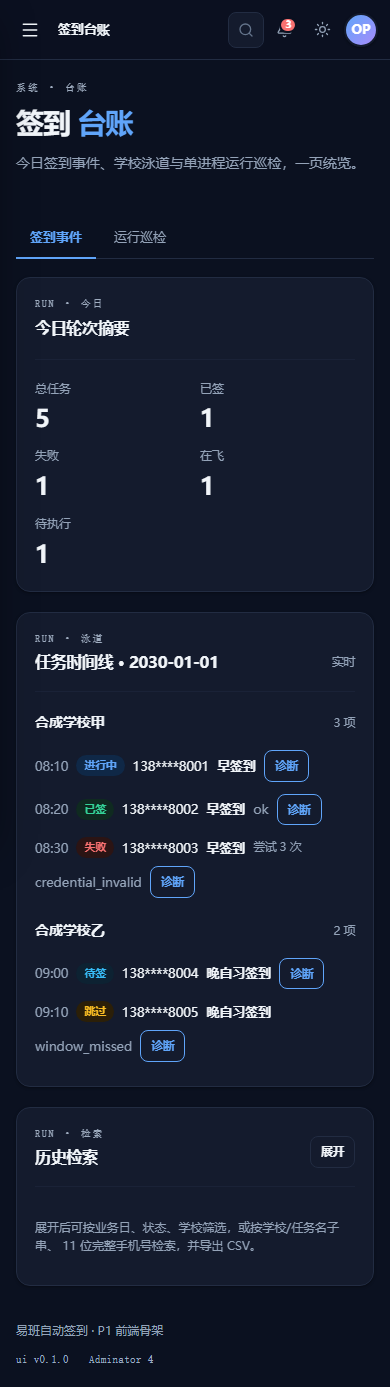 签到台账
3
OP
系统 • 台账
签到 台账
今日签到事件、学校泳道与单进程运行巡检，一页统览。
签到事件 运行巡检
RUN • 今日
今日轮次摘要
总任务 已签
5 1
失败 在飞
1 1
待执行
1
RUN • 泳道
任务时间线 • 2030-01-01 实时
合成学校甲 3 项
08:10 进行中 138****8001 早签到 诊断
08:20 已签 138****8002 早签到 ok 诊断
08:30 失败 138****8003 早签到 尝试 3 次
credential_invalid 诊断
合成学校乙 2 项
09:00 待签 138****8004 晚自习签到 诊断
09:10 跳过 138****8005 晚自习签到
window_missed 诊断
RUN • 检索
历史检索 展开
展开后可按业务日、状态、学校筛选，或按学校/任务名子
串、 11 位完整手机号检索，并导出 CSV。
易班自动签到 · P1 前端骨架
ui v0.1.0 Adminator 4